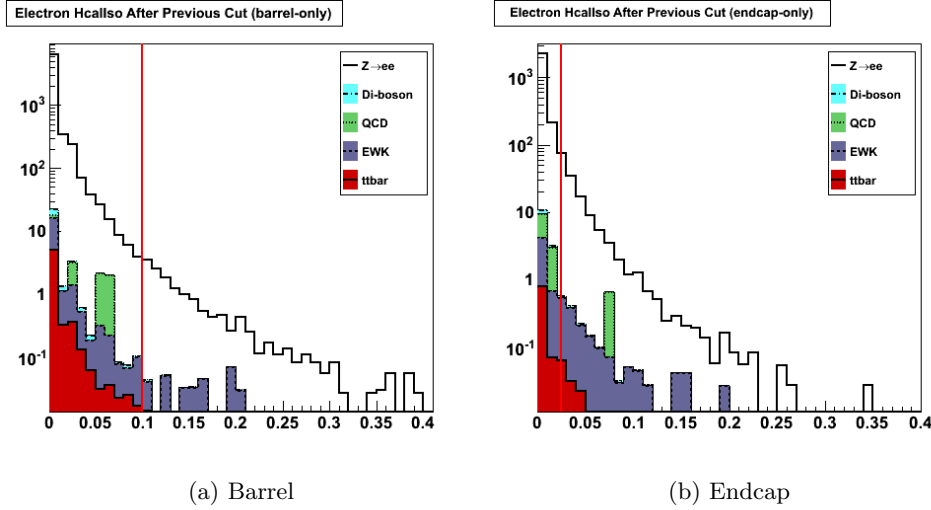 Electron HcalIso After Previous Cut (barrel-only)
Z→ee
Di-boson
QCD
EWK
ttbar
10³
10²
10
1
10⁻¹
0 0.05 0.1 0.15 0.2 0.25 0.3 0.35 0.4
(a) Barrel
Electron HcalIso After Previous Cut (endcap-only)
Z→ee
Di-boson
QCD
EWK
ttbar
10³
10²
10
1
10⁻¹
0 0.05 0.1 0.15 0.2 0.25 0.3 0.35 0.4
(b) Endcap